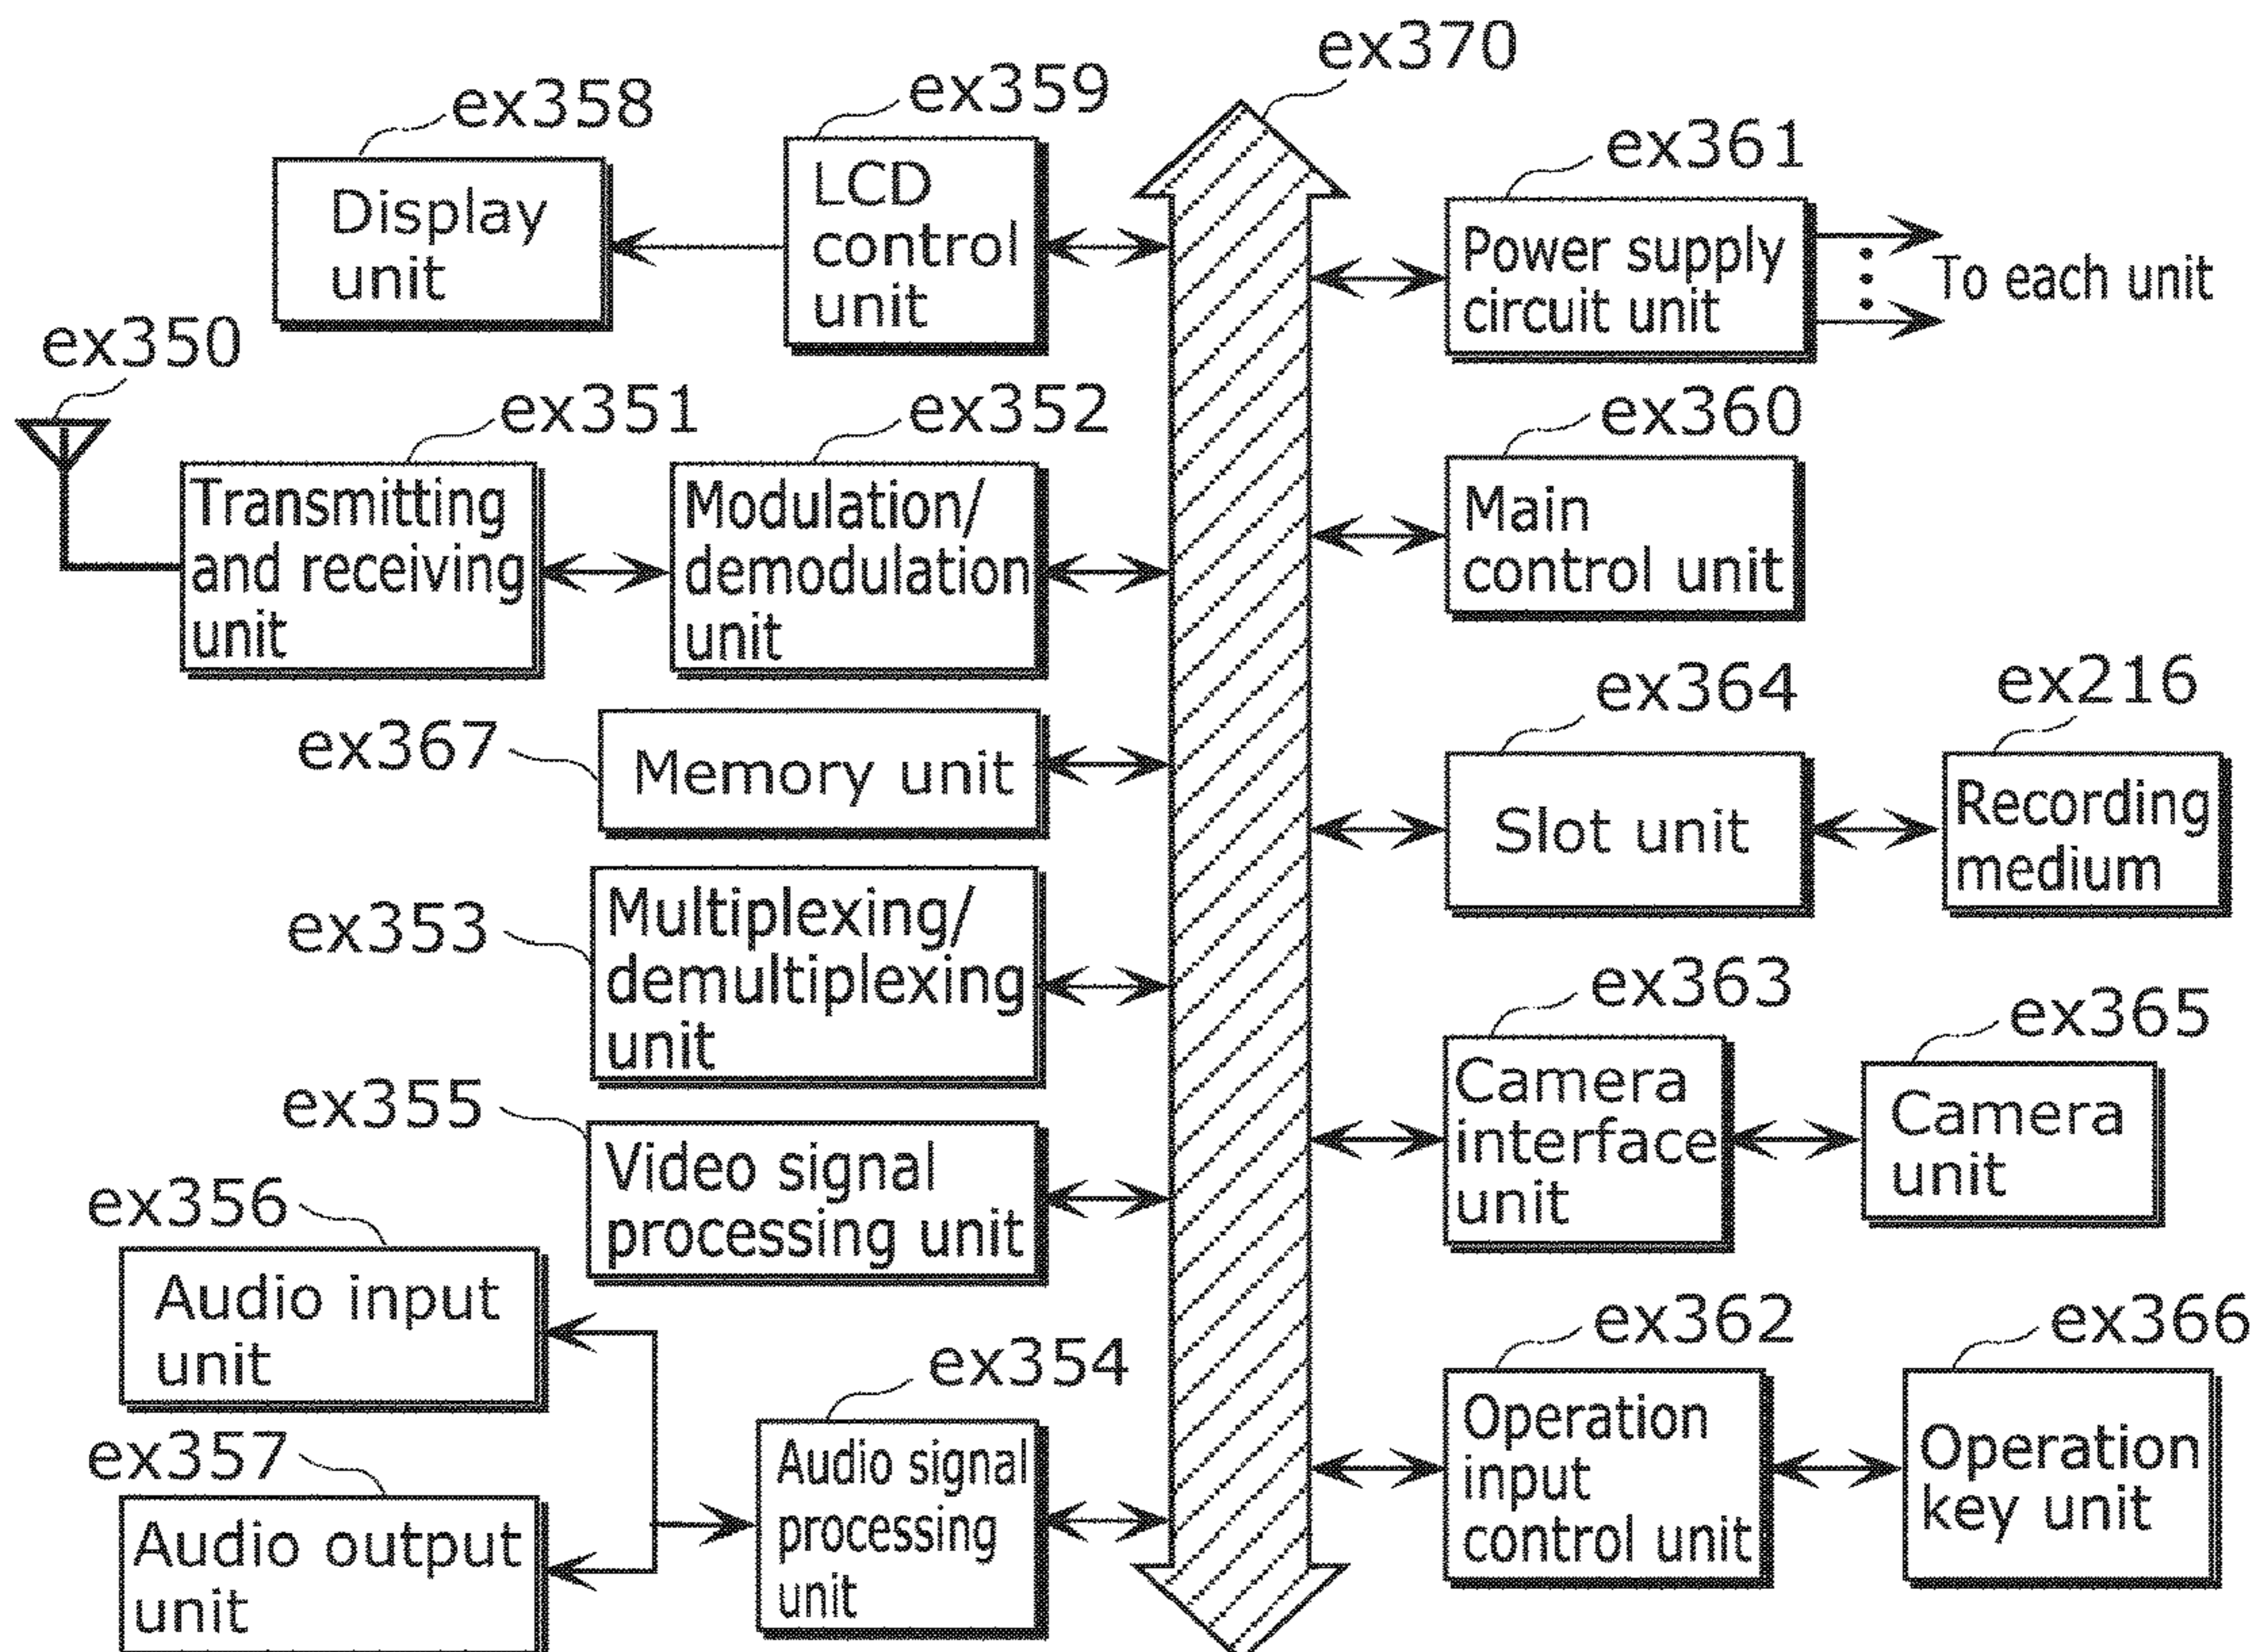 ex370
ex359
ex358
ex361
LCD
control
unit
Display
unit
Power supply
circuit unit
To each unit
ex350
ex351
ex352
ex360
Transmitting
and receiving
unit
Modulation/
demodulation
unit
Main
control unit
ex364
ex216
ex367
Memory unit
Slot unit
Recording
medium
ex353
Multiplexing/
demultiplexing
unit
ex363
ex365
Camera
interface
unit
Camera
unit
ex355
Video signal
processing unit
ex356
Audio input
unit
ex354
ex362
ex366
ex357
Audio output
unit
Audio signal
processing
unit
Operation
input
control unit
Operation
key unit